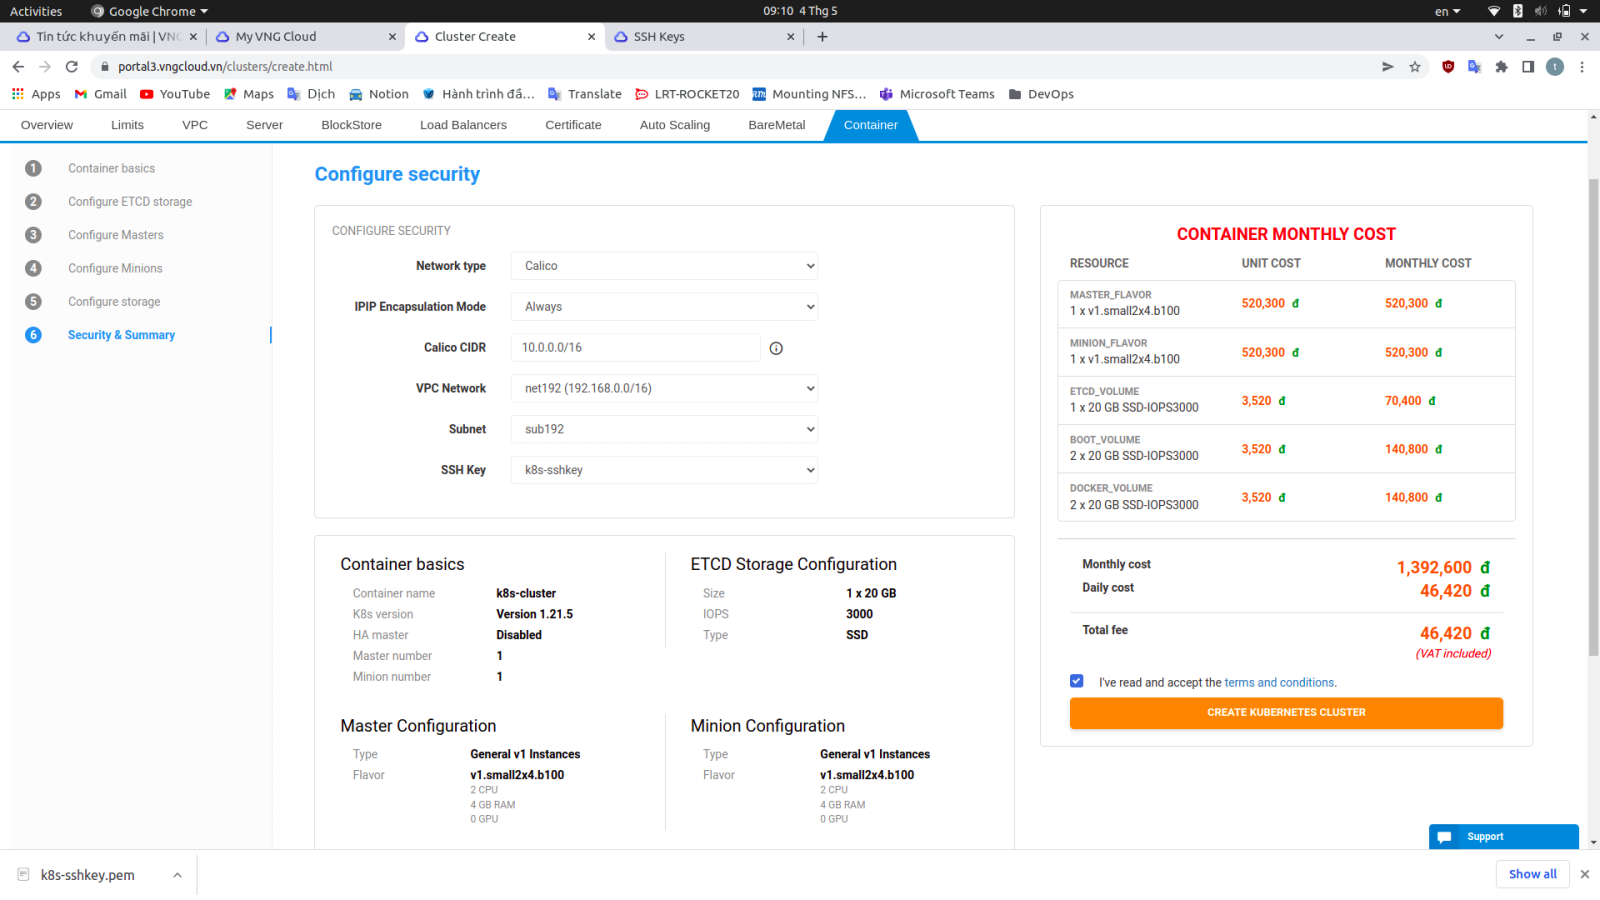 Activities Google Chrome 09:10 4 Thg 5 en
Tin tức khuyến mãi | VNG My VNG Cloud Cluster Create SSH Keys
portal3.vngcloud.vn/clusters/create.html
Apps Gmail YouTube Maps Dịch Notion Hành trình đầ... Translate LRT-ROCKET20 Mounting NFS... Microsoft Teams DevOps
Overview Limits VPC Server BlockStore Load Balancers Certificate Auto Scaling BareMetal Container
1 Container basics
2 Configure ETCD storage
3 Configure Masters
4 Configure Minions
5 Configure storage
6 Security & Summary
Configure security
CONFIGURE SECURITY
Network type Calico
IPIP Encapsulation Mode Always
Calico CIDR 10.0.0.0/16
VPC Network net192 (192.168.0.0/16)
Subnet sub192
SSH Key k8s-sshkey
Container basics
Container name k8s-cluster
K8s version Version 1.21.5
HA master Disabled
Master number 1
Minion number 1
ETCD Storage Configuration
Size 1 x 20 GB
IOPS 3000
Type SSD
Master Configuration
Type General v1 Instances
Flavor v1.small2x4.b100
2 CPU
4 GB RAM
0 GPU
Minion Configuration
Type General v1 Instances
Flavor v1.small2x4.b100
2 CPU
4 GB RAM
0 GPU
CONTAINER MONTHLY COST
RESOURCE UNIT COST MONTHLY COST
MASTER_FLAVOR
1 x v1.small2x4.b100 520,300 đ 520,300 đ
MINION_FLAVOR
1 x v1.small2x4.b100 520,300 đ 520,300 đ
ETCD_VOLUME
1 x 20 GB SSD-IOPS3000 3,520 đ 70,400 đ
BOOT_VOLUME
2 x 20 GB SSD-IOPS3000 3,520 đ 140,800 đ
DOCKER_VOLUME
2 x 20 GB SSD-IOPS3000 3,520 đ 140,800 đ
Monthly cost 1,392,600 đ
Daily cost 46,420 đ
Total fee 46,420 đ
(VAT included)
I've read and accept the terms and conditions.
CREATE KUBERNETES CLUSTER
Support
k8s-sshkey.pem Show all